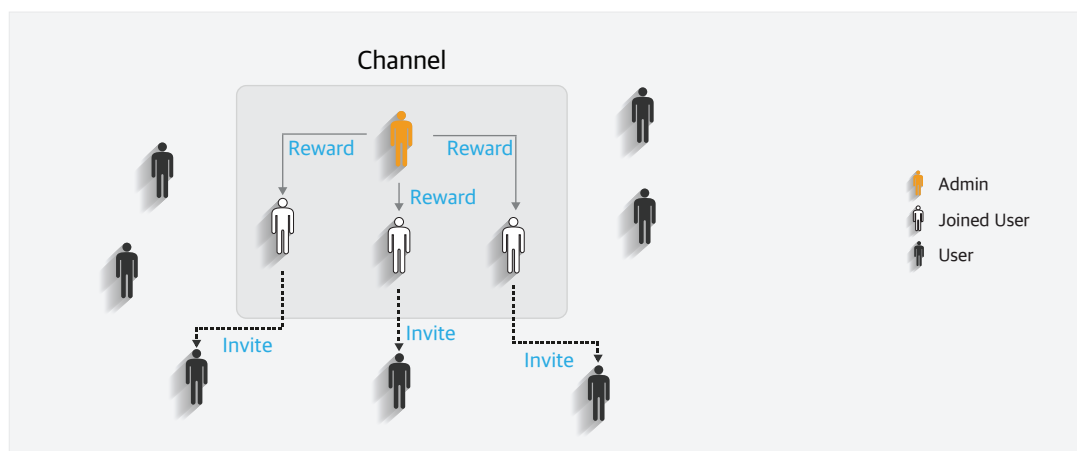 Channel
Reward
Reward
Reward
Invite
Invite
Invite
Admin
Joined User
User